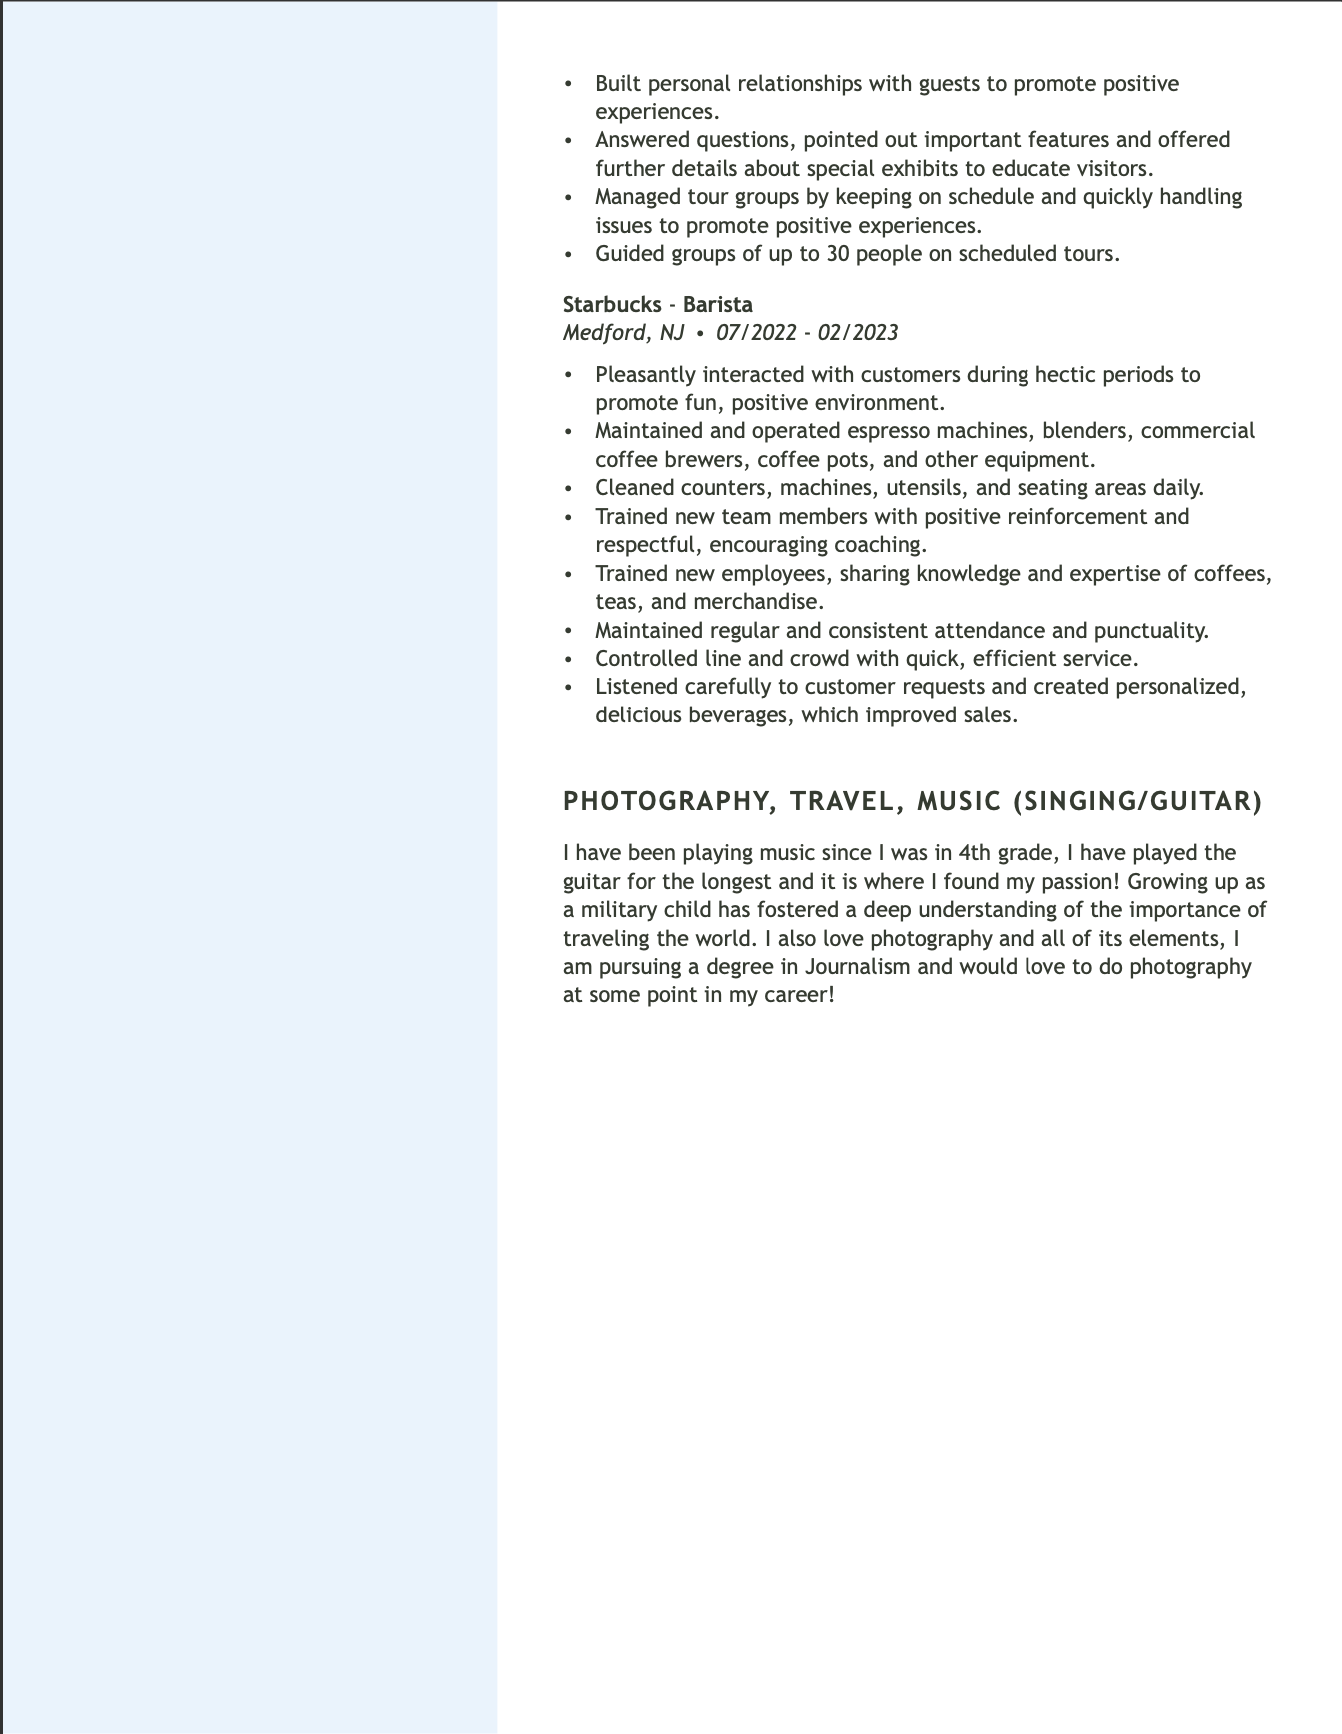 • Built personal relationships with guests to promote positive
experiences.
• Answered questions, pointed out important features and offered
further details about special exhibits to educate visitors.
• Managed tour groups by keeping on schedule and quickly handling
issues to promote positive experiences.
• Guided groups of up to 30 people on scheduled tours.
Starbucks - Barista
Medford, NJ • 07/2022 - 02/2023
• Pleasantly interacted with customers during hectic periods to
promote fun, positive environment.
• Maintained and operated espresso machines, blenders, commercial
coffee brewers, coffee pots, and other equipment.
• Cleaned counters, machines, utensils, and seating areas daily.
• Trained new team members with positive reinforcement and
respectful, encouraging coaching.
• Trained new employees, sharing knowledge and expertise of coffees,
teas, and merchandise.
• Maintained regular and consistent attendance and punctuality.
• Controlled line and crowd with quick, efficient service.
• Listened carefully to customer requests and created personalized,
delicious beverages, which improved sales.
PHOTOGRAPHY, TRAVEL, MUSIC (SINGING/GUITAR)
I have been playing music since I was in 4th grade, I have played the
guitar for the longest and it is where I found my passion! Growing up as
a military child has fostered a deep understanding of the importance of
traveling the world. I also love photography and all of its elements, I
am pursuing a degree in Journalism and would love to do photography
at some point in my career!